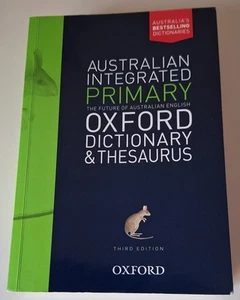 AUSTRALIA'S
BESTSELLING
DICTIONARIES
AUSTRALIAN
INTEGRATED
PRIMARY
THE FUTURE OF AUSTRALIAN ENGLISH
OXFORD
DICTIONARY
& THESAURUS
THIRD EDITION
OXFORD